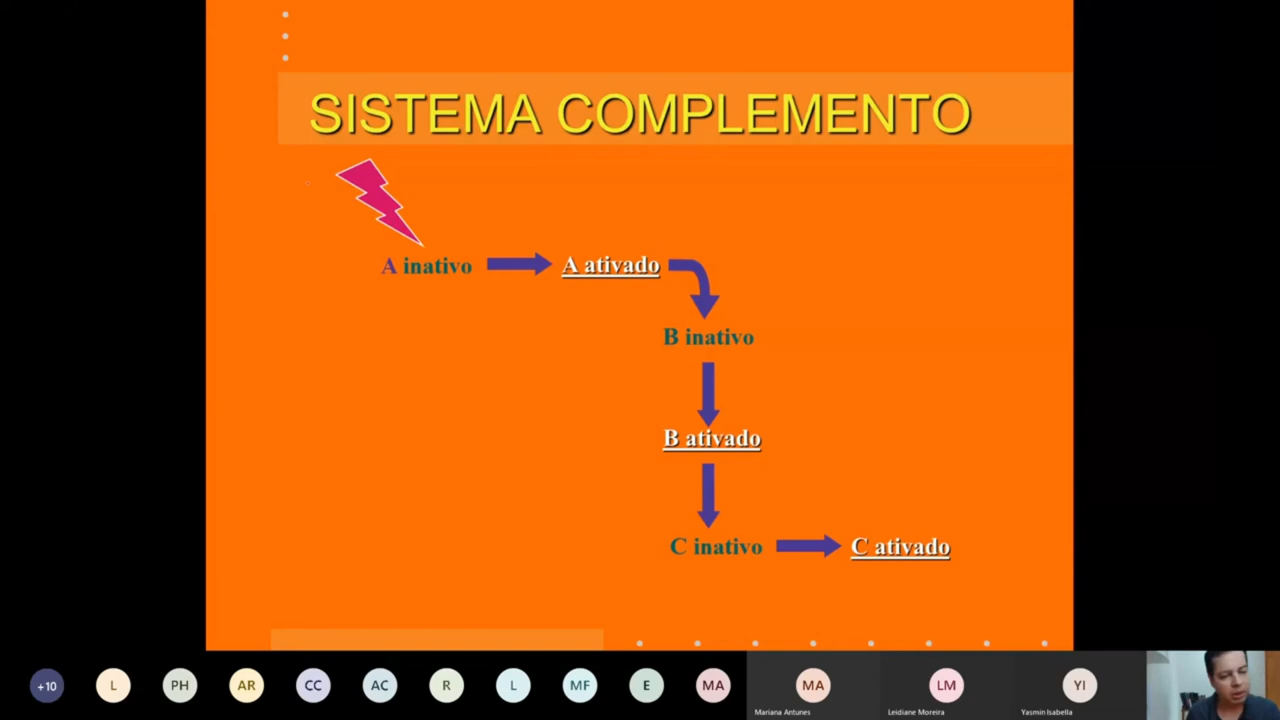 SISTEMA COMPLEMENTO
A inativo
A ativado
B inativo
B ativado
C inativo
C ativado
+10
L
PH
AR
CC
AC
R
L
MF
E
MA
MA
LM
YI
Mariana Antunes
Leidiane Moreira
Yasmin Isabella